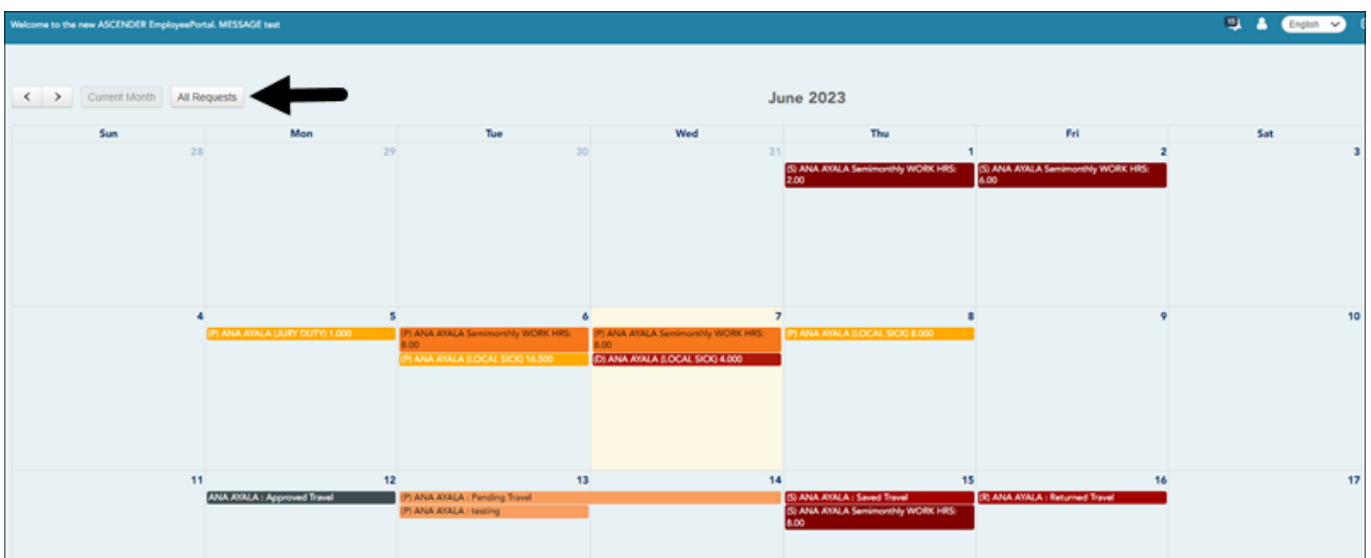 Welcome to the new ASCENDER EmployeePortal. MESSAGE test
15
English
<
>
Current Month
All Requests
June 2023
Sun Mon Tue Wed Thu Fri Sat
28 29 30 31 1 2 3
(S) ANA AYALA Semimonthly WORK HRS:
2.00
(S) ANA AYALA Semimonthly WORK HRS:
6.00
4 5 6 7 8 9 10
(P) ANA AYALA (JURY DUTY) 1.000
(P) ANA AYALA Semimonthly WORK HRS:
8.00
(P) ANA AYALA (LOCAL SICK) 16.500
(P) ANA AYALA Semimonthly WORK HRS:
8.00
(D) ANA AYALA (LOCAL SICK) 4.000
(P) ANA AYALA (LOCAL SICK) 8.000
11 12 13 14 15 16 17
ANA AYALA : Approved Travel
(P) ANA AYALA : Pending Travel
(P) ANA AYALA : testing
(S) ANA AYALA : Saved Travel
(S) ANA AYALA Semimonthly WORK HRS:
8.00
(R) ANA AYALA : Returned Travel